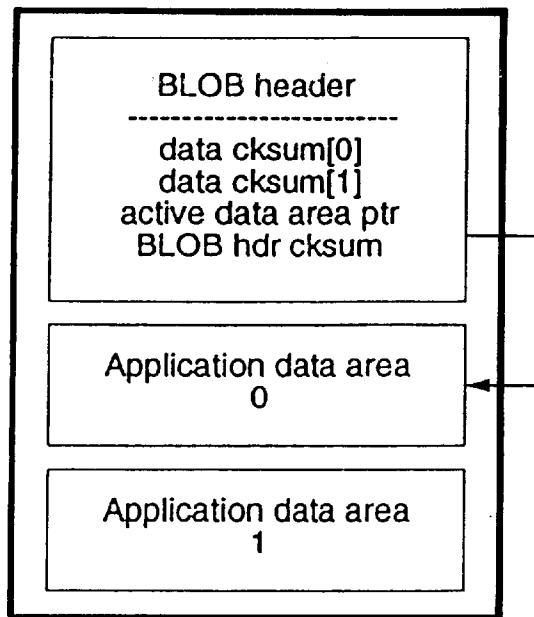 BLOB header
--------------------------
data cksum[0]
data cksum[1]
active data area ptr
BLOB hdr cksum
Application data area
0
Application data area
1